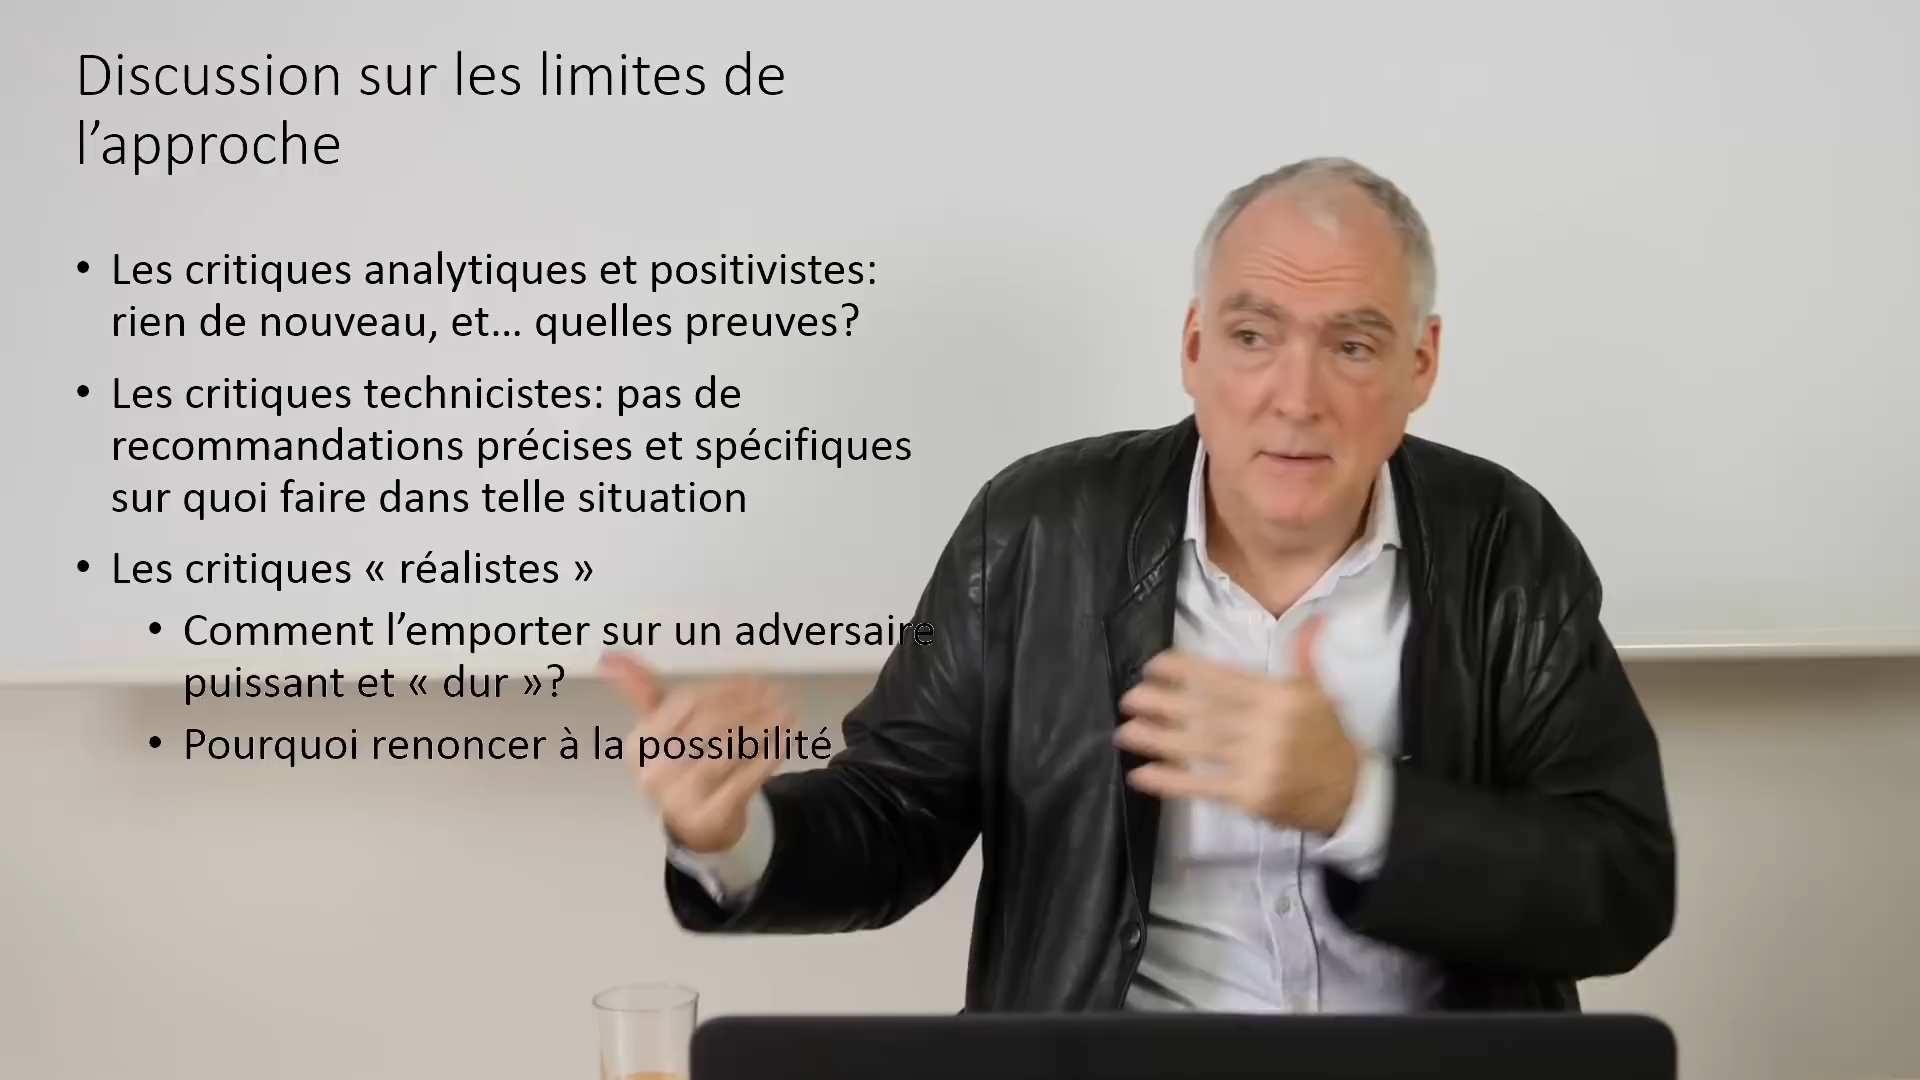 Discussion sur les limites de
l’approche
• Les critiques analytiques et positivistes:
rien de nouveau, et… quelles preuves?
• Les critiques technicistes: pas de
recommandations précises et spécifiques
sur quoi faire dans telle situation
• Les critiques « réalistes »
• Comment l’emporter sur un adversaire
puissant et « dur »?
• Pourquoi renoncer à la possibilité